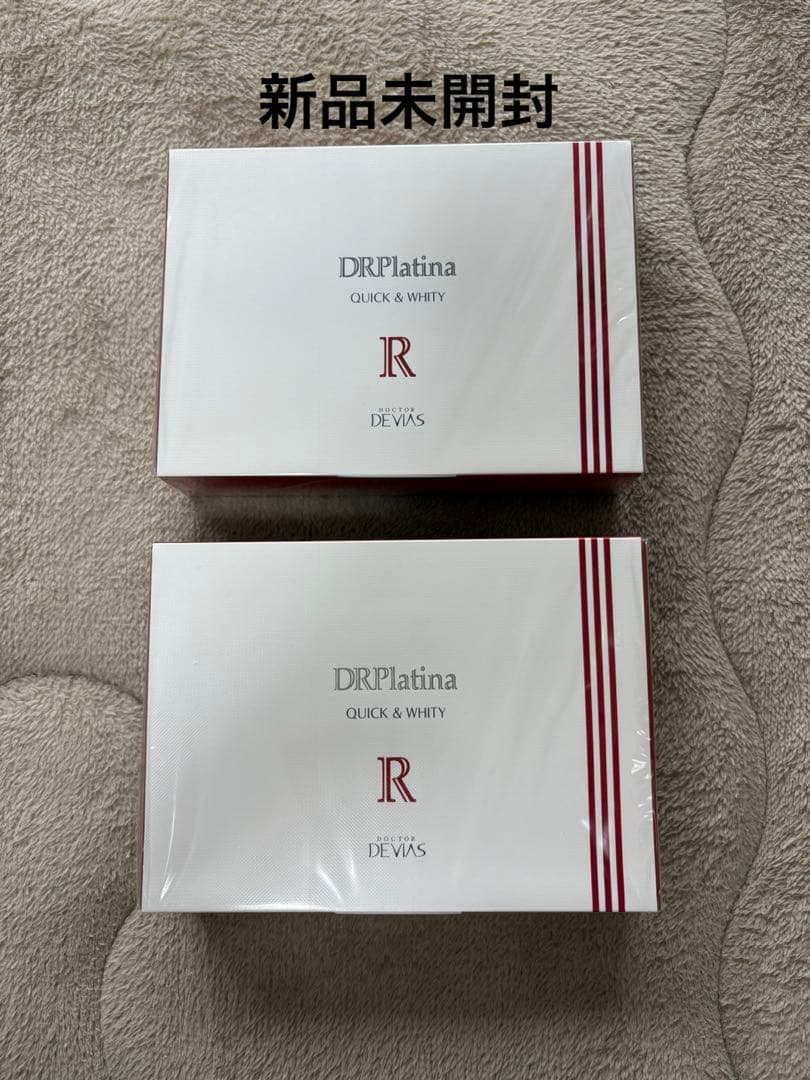 新品未開封
DRPlatina
QUICK & WHITY
R
DOCTOR
DEVIAS
DRPlatina
QUICK & WHITY
R
DOCTOR
DEVIAS